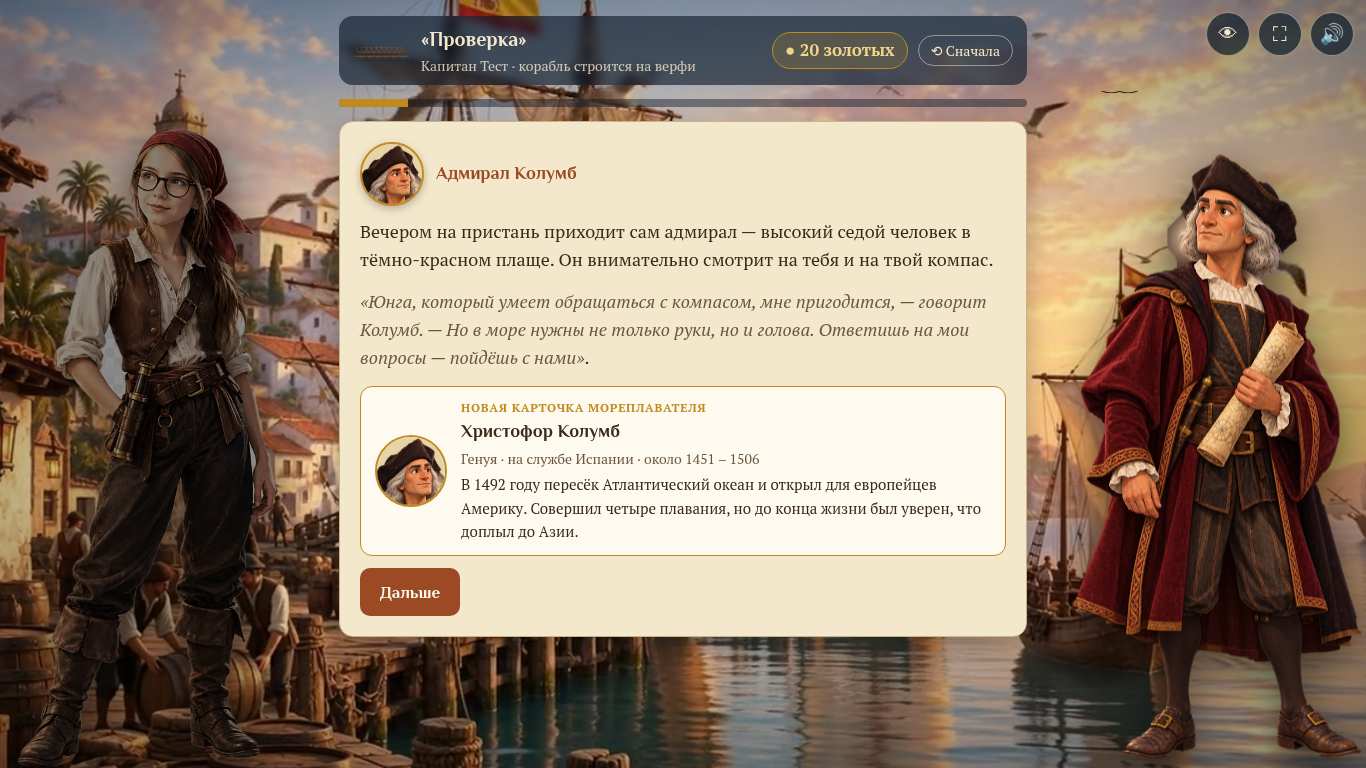 «Проверка»
Капитан Тест · корабль строится на верфи
● 20 золотых
⟲ Сначала
Адмирал Колумб
Вечером на пристань приходит сам адмирал — высокий седой человек в
тёмно-красном плаще. Он внимательно смотрит на тебя и на твой компас.
«Юнга, который умеет обращаться с компасом, мне пригодится, — говорит
Колумб. — Но в море нужны не только руки, но и голова. Ответишь на мои
вопросы — пойдёшь с нами».
НОВАЯ КАРТОЧКА МОРЕПЛАВАТЕЛЯ
Христофор Колумб
Генуя · на службе Испании · около 1451 – 1506
В 1492 году пересёк Атлантический океан и открыл для европейцев
Америку. Совершил четыре плавания, но до конца жизни был уверен, что
доплыл до Азии.
Дальше